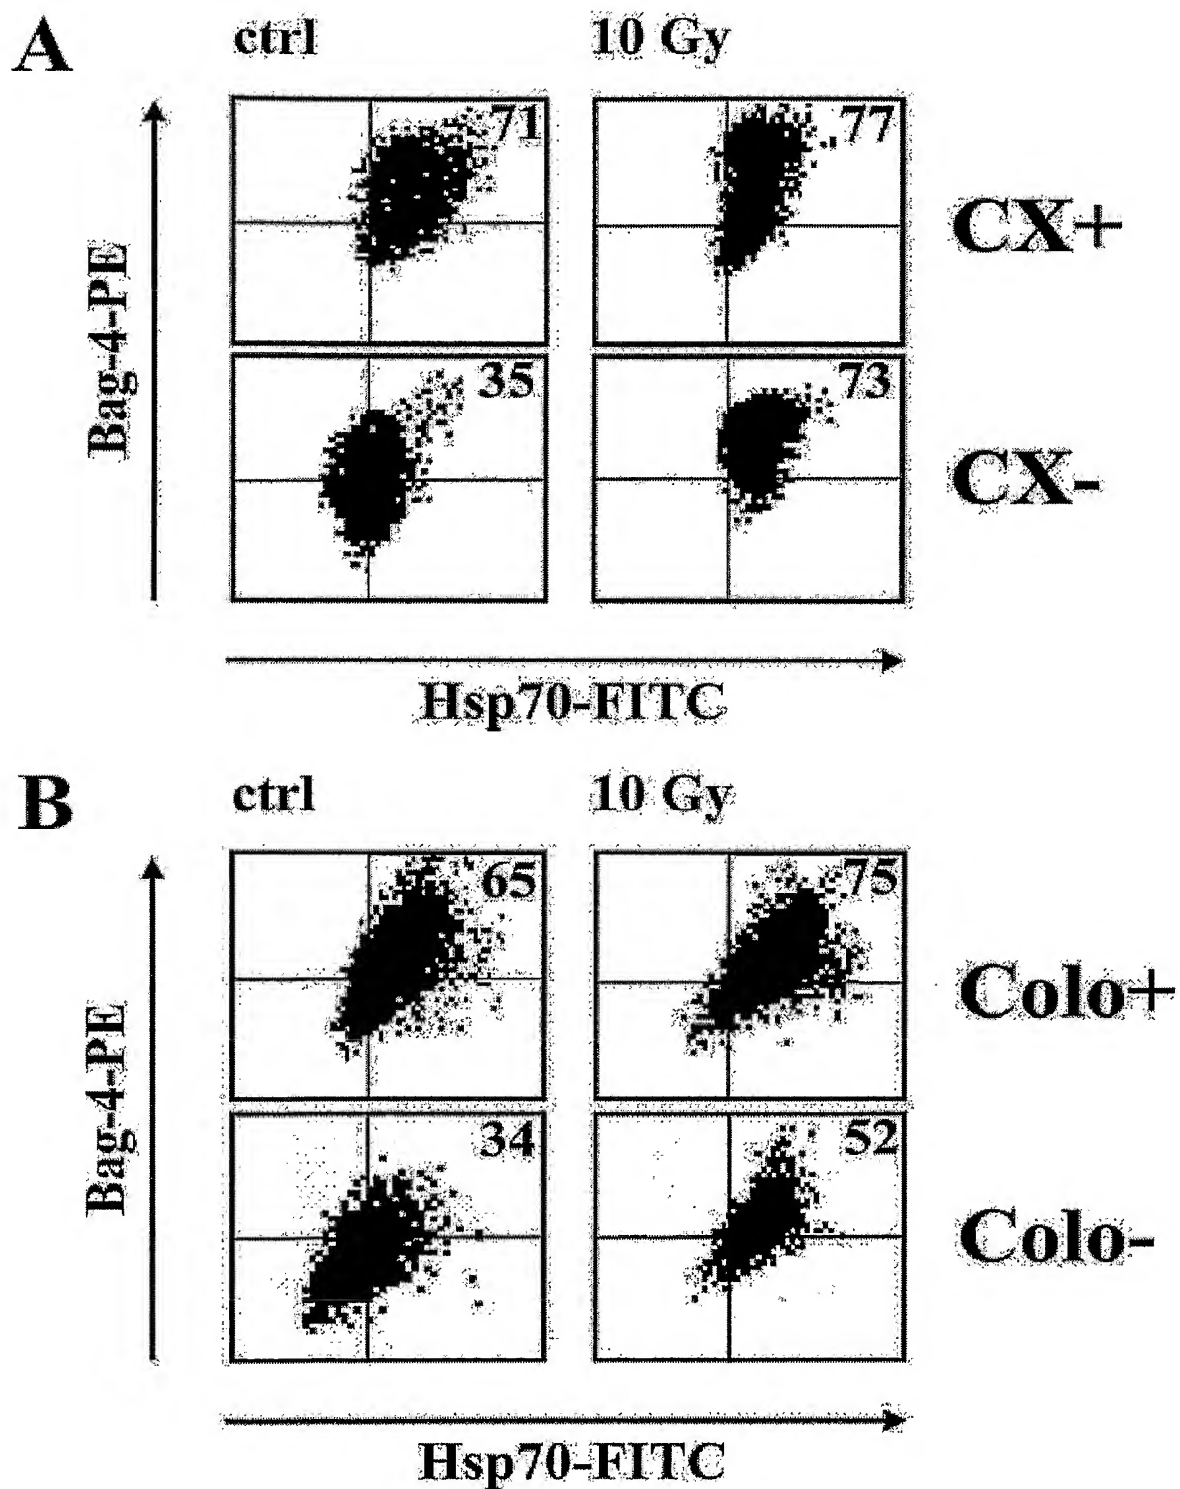 A
ctrl 10 Gy
71 77
CX+
Bag-4-PE
35 73
CX-
Hsp70-FITC
B
ctrl 10 Gy
65 75
Colo+
Bag-4-PE
34 52
Colo-
Hsp70-FITC